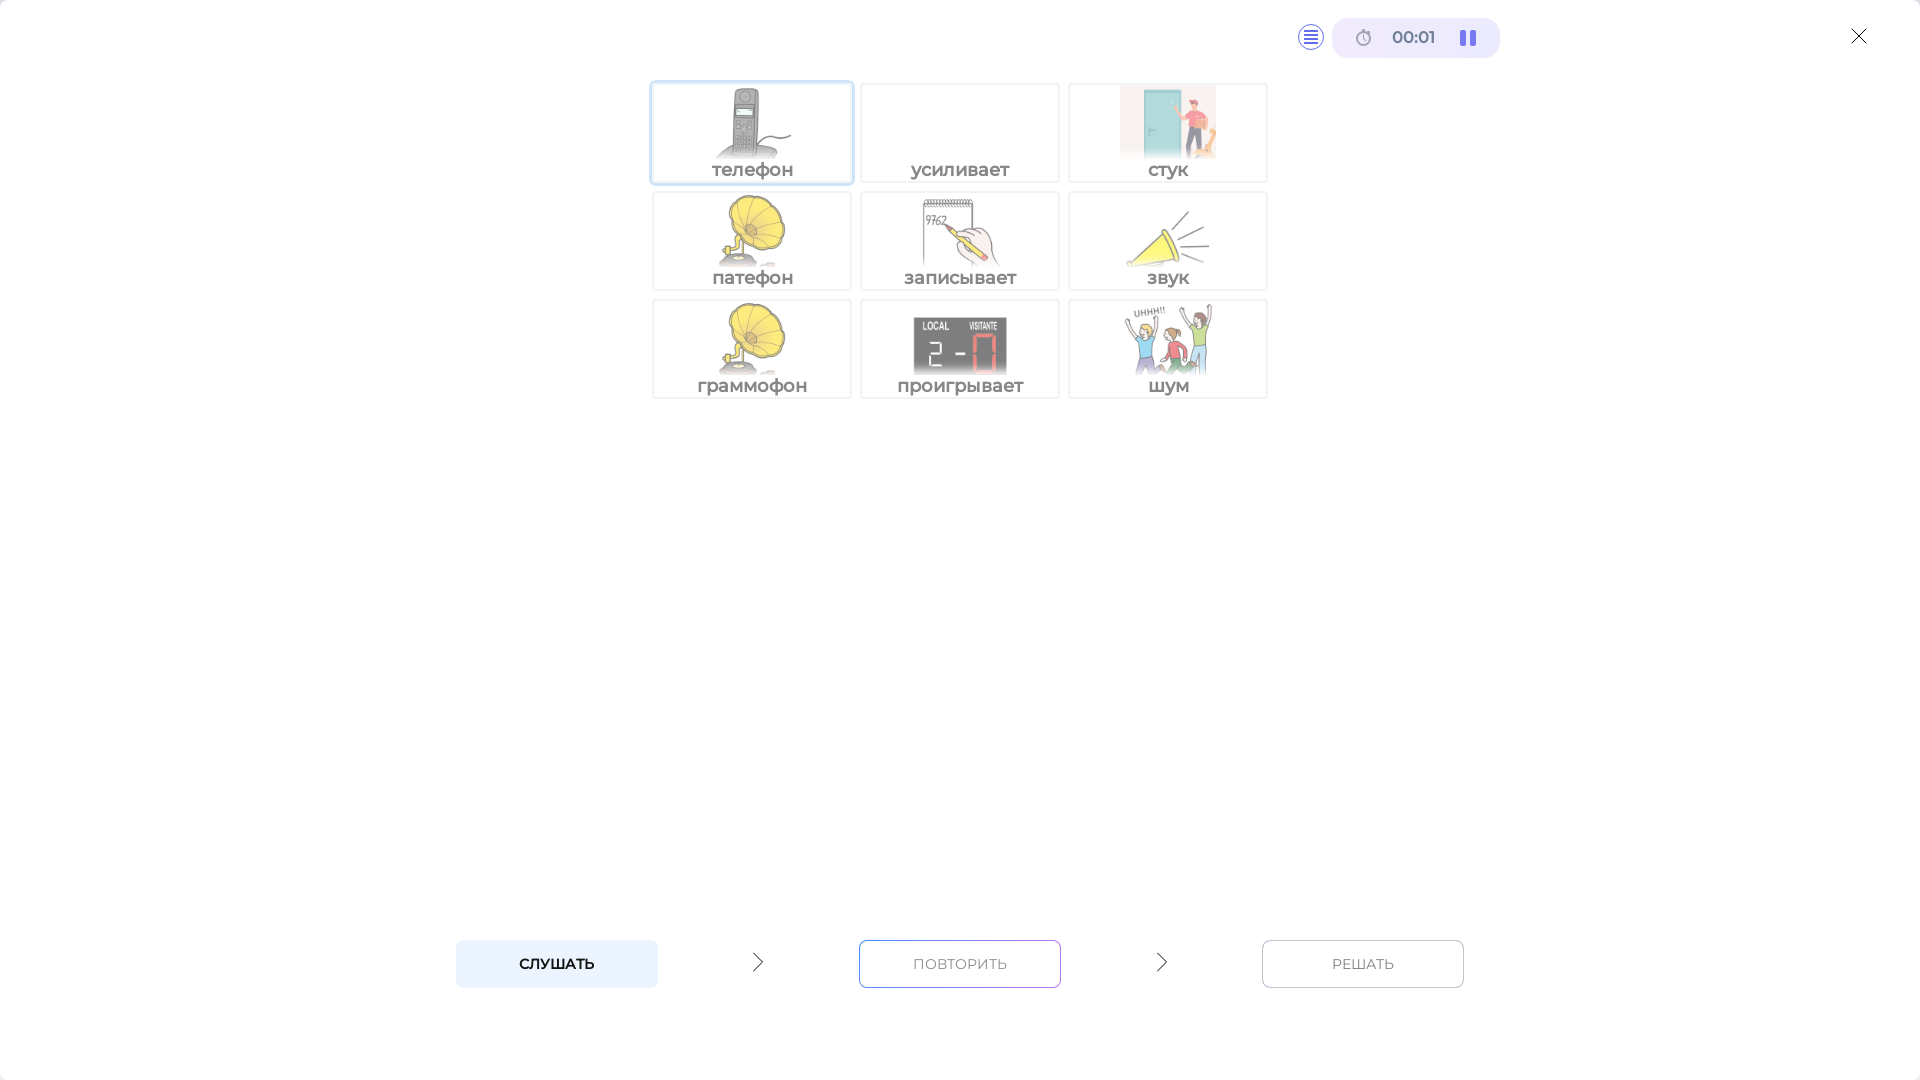 00:01
телефон
усиливает
стук
9762
патефон
записывает
звук
LOCAL VISITANTE
2-0
UHHH!!
граммофон
проигрывает
шум
СЛУШАТЬ
ПОВТОРИТЬ
РЕШАТЬ